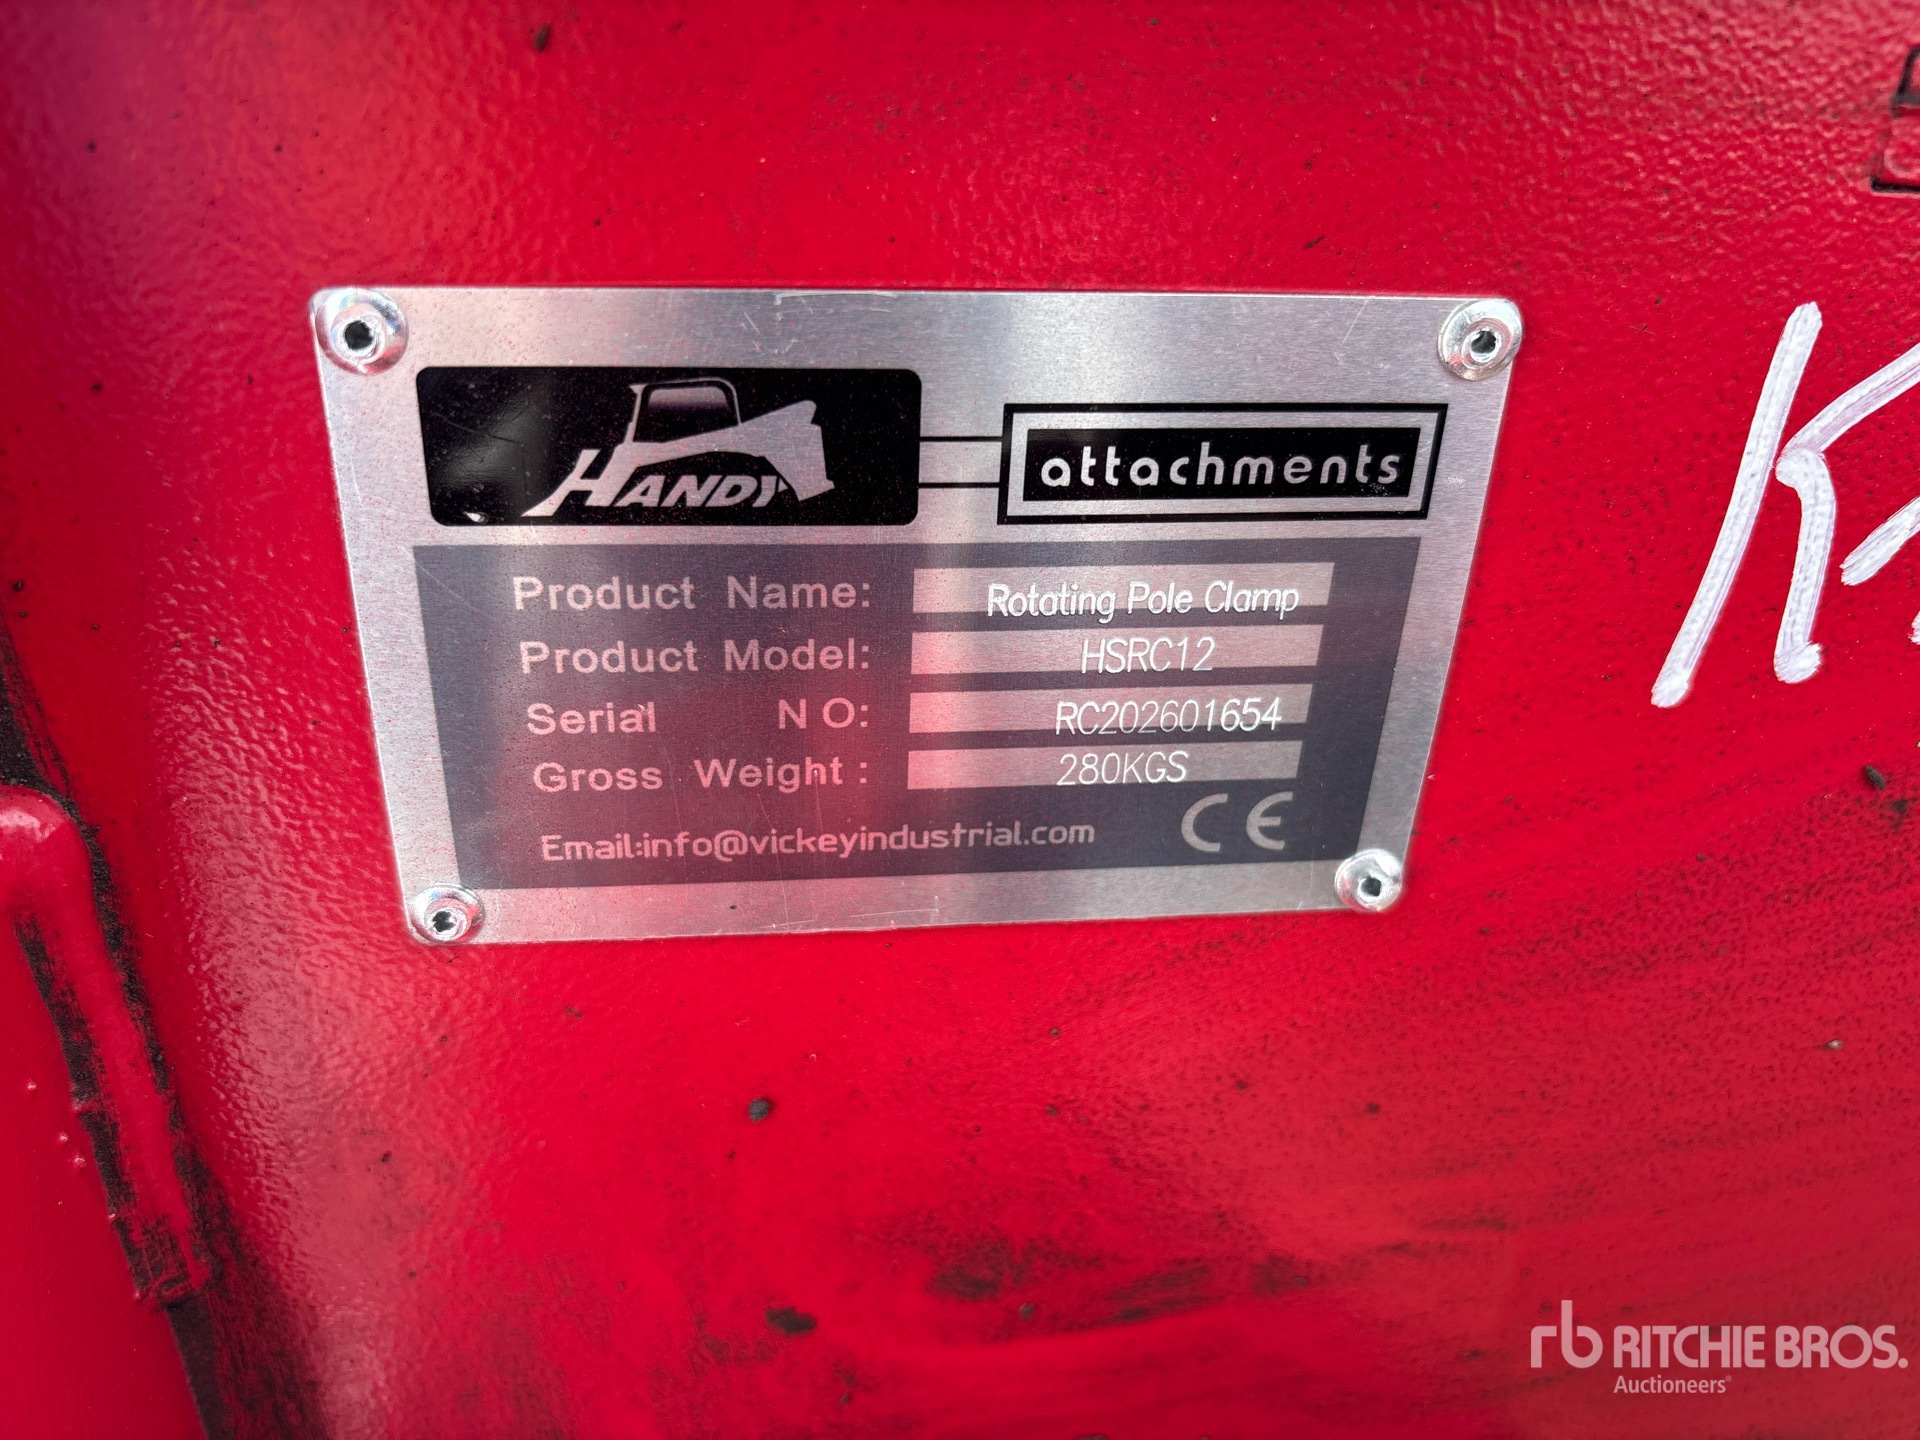 HANDY
attachments
Product Name: Rotating Pole Clamp
Product Model: HSRC12
Serial NO: RC202601654
Gross Weight: 280KGS
Email:info@vickeyindustrial.com
CE
K
rb RITCHIE BROS.
Auctioneers